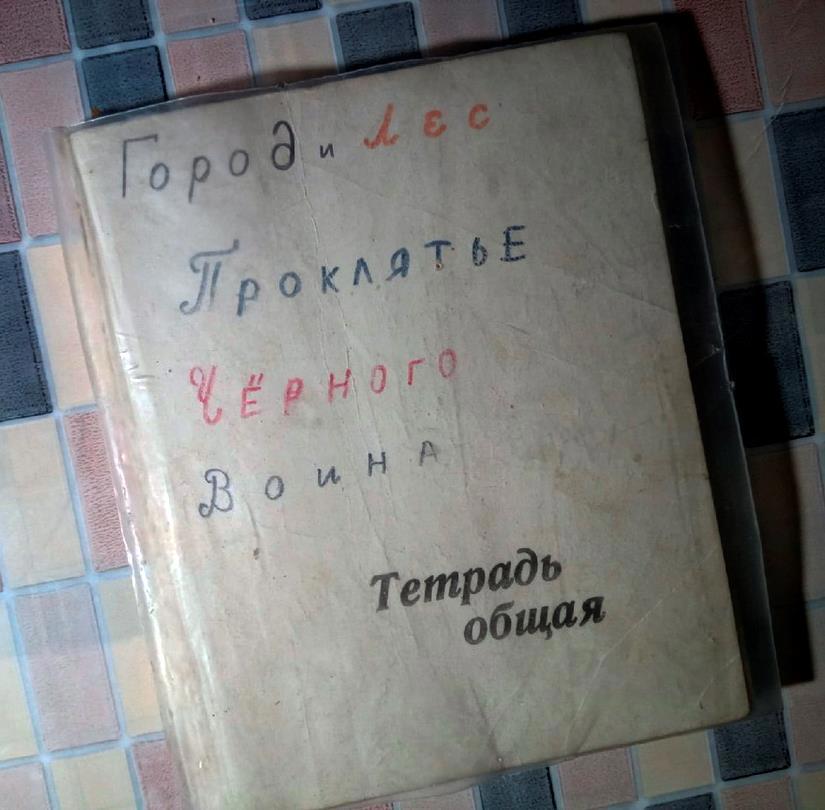 Город и лес
Проклятье
Чёрного
Воина
Тетрадь
общая